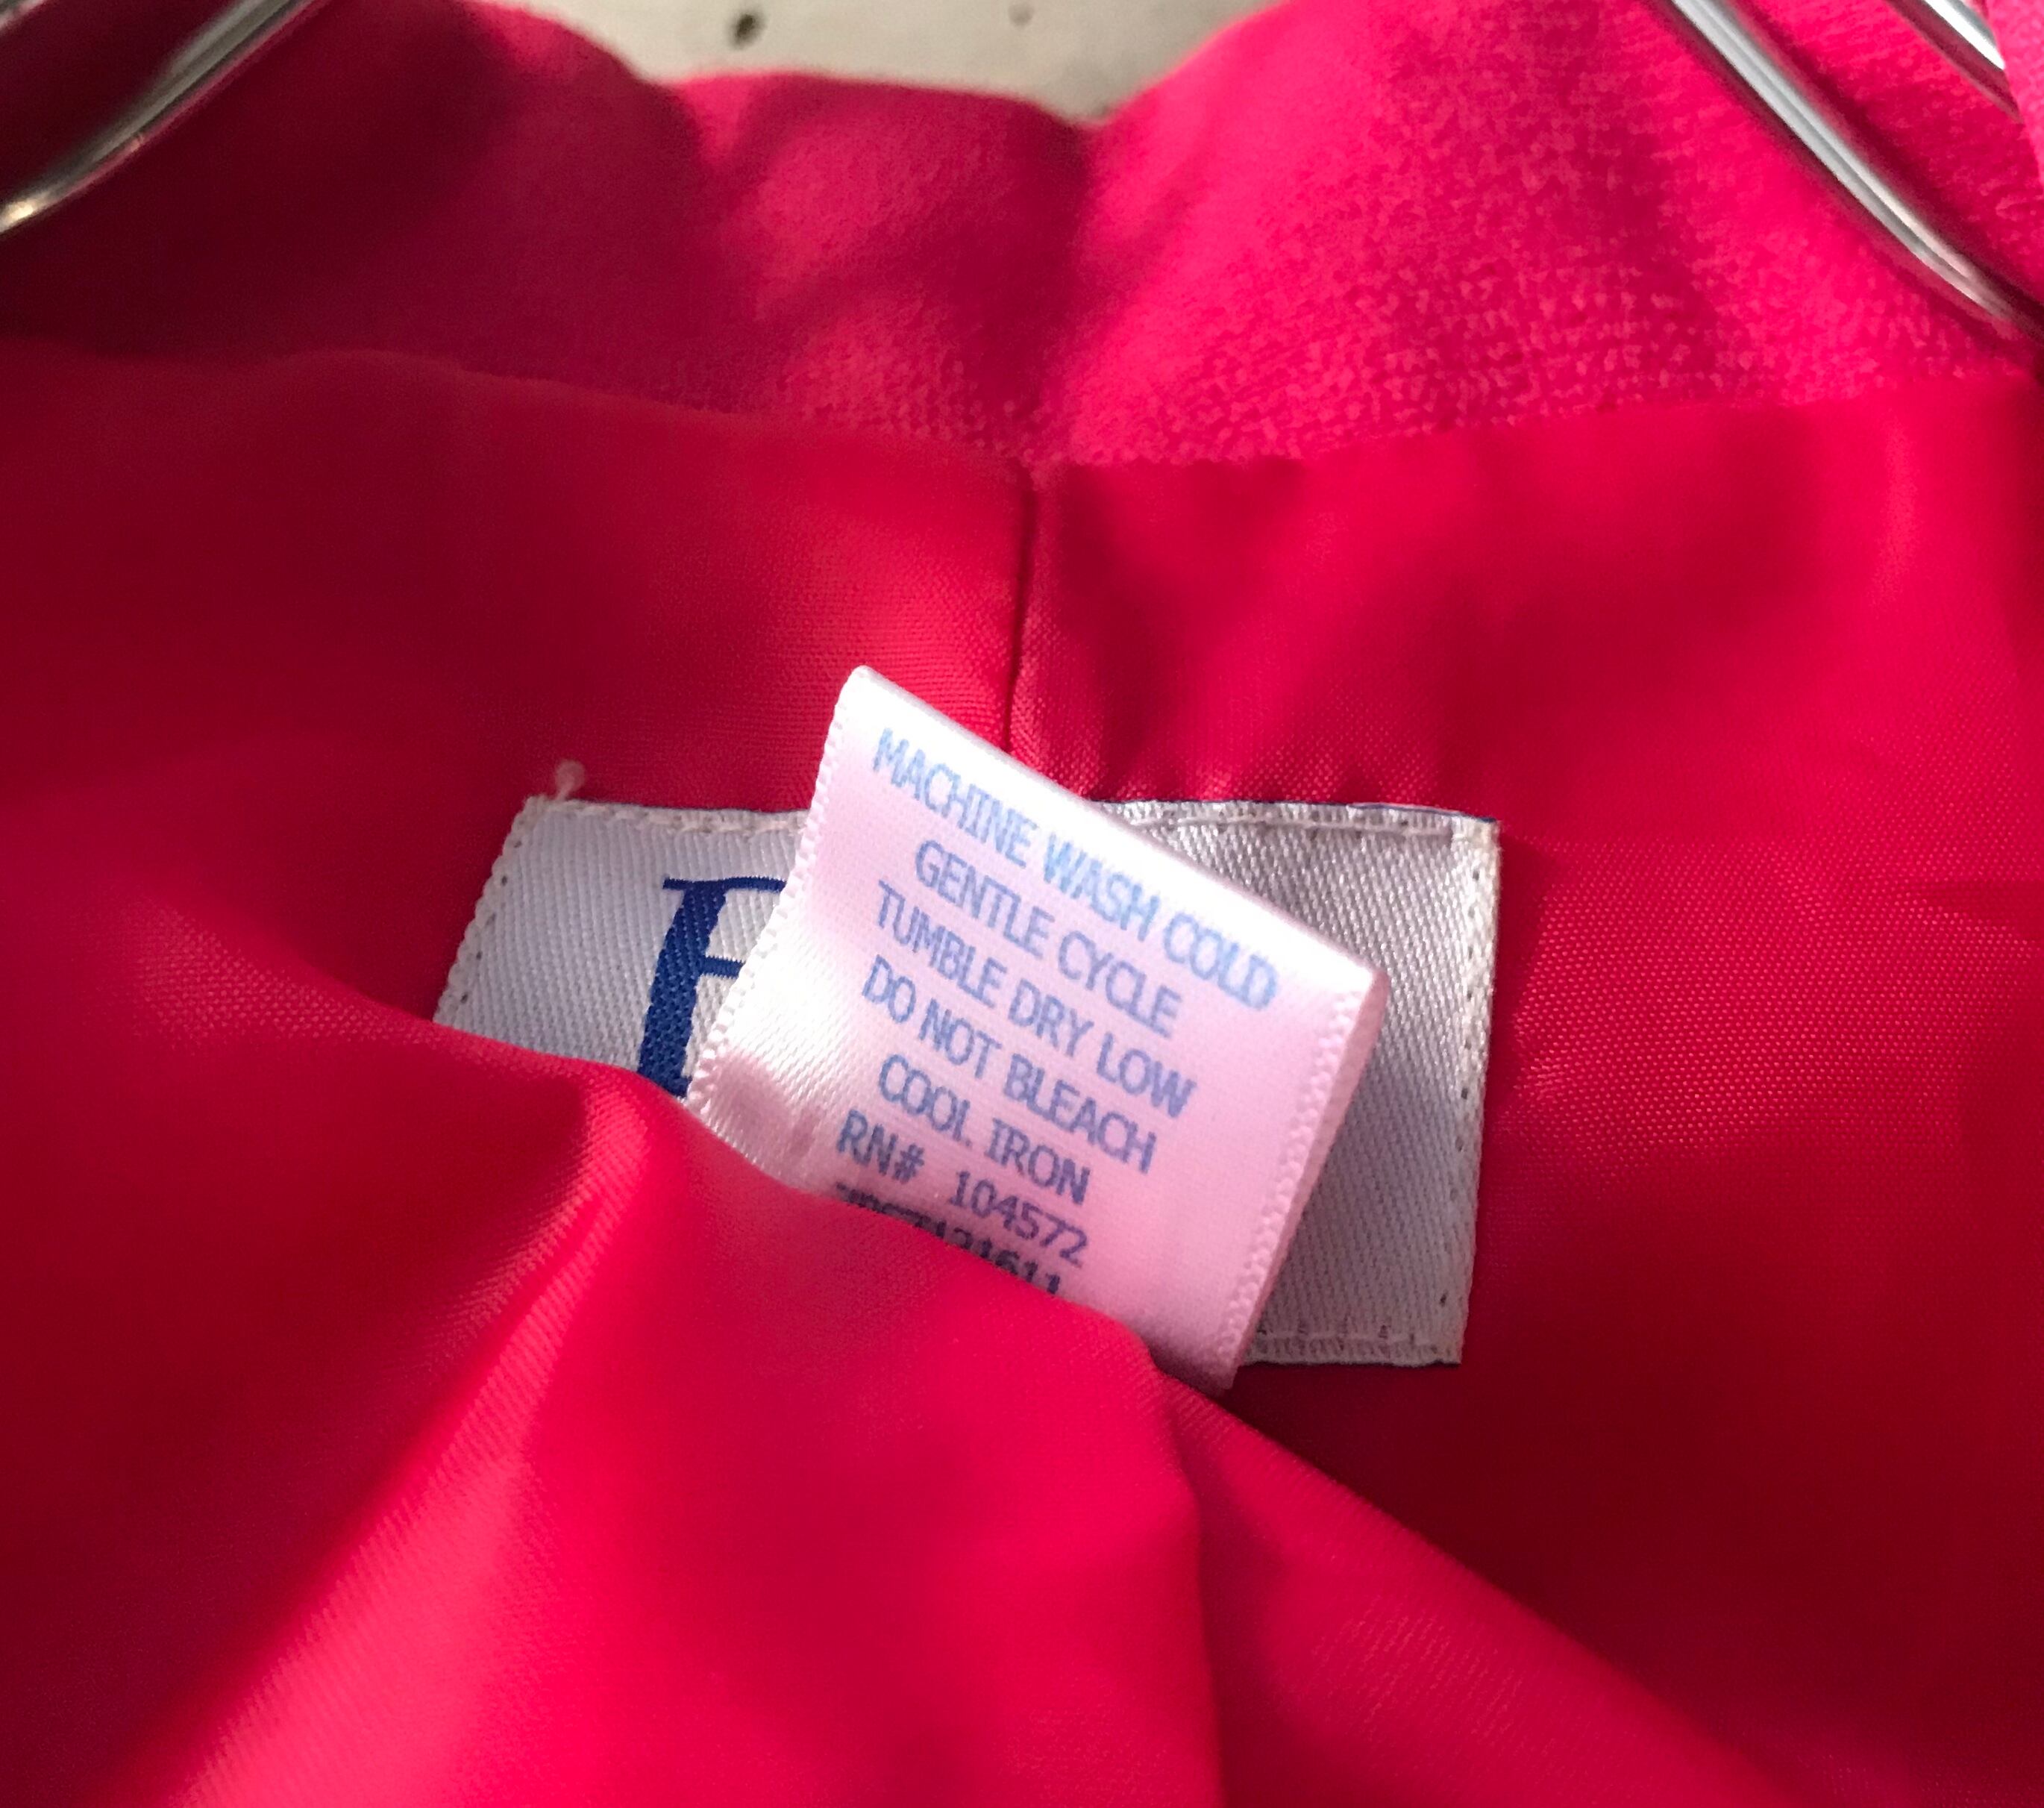 MACHINE WASH COLD
GENTLE CYCLE
TUMBLE DRY LOW
DO NOT BLEACH
COOL IRON
RN# 104572